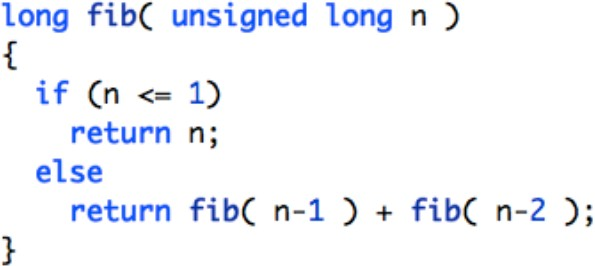 long fib( unsigned long n )
{
  if (n <= 1)
    return n;
  else
    return fib( n-1 ) + fib( n-2 );
}